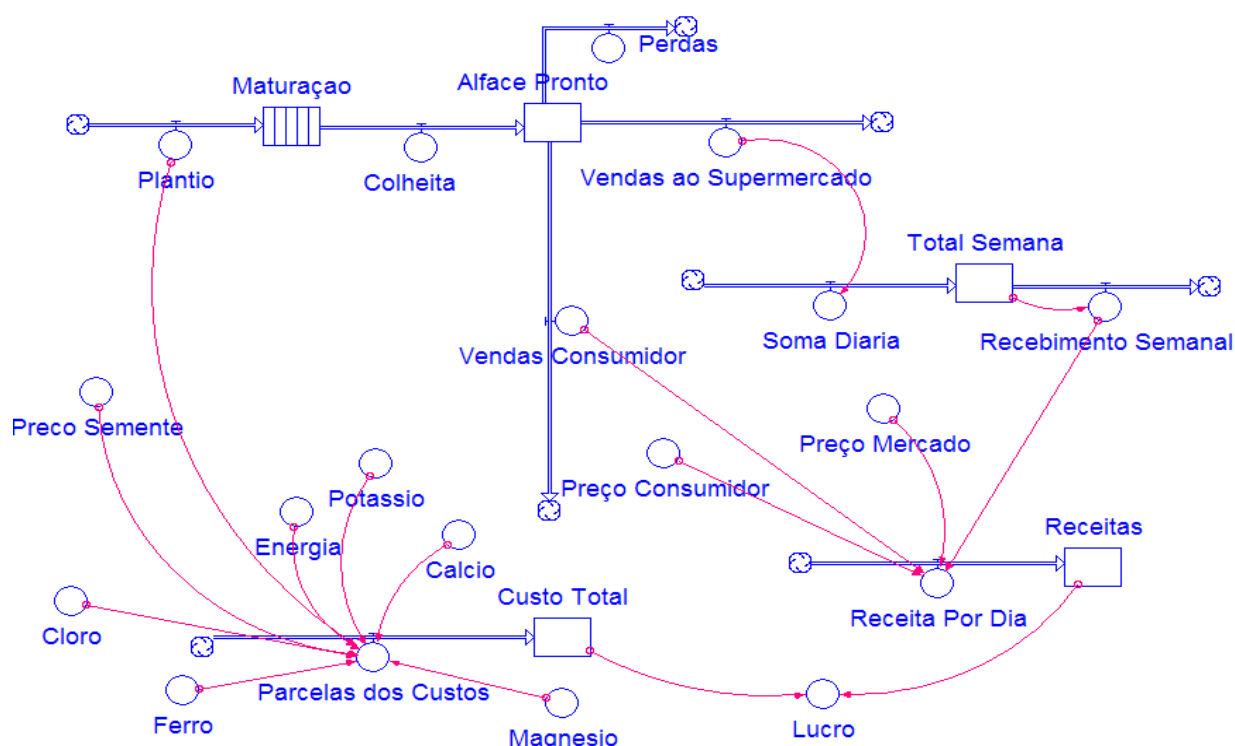 Perdas
Maturaçao
Alface Pronto
Plantio
Colheita
Vendas ao Supermercado
Total Semana
Soma Diaria
Recebimento Semanal
Vendas Consumidor
Preco Semente
Preço Mercado
Potassio
Preço Consumidor
Energia
Calcio
Receitas
Custo Total
Cloro
Receita Por Dia
Parcelas dos Custos
Ferro
Magnesio
Lucro